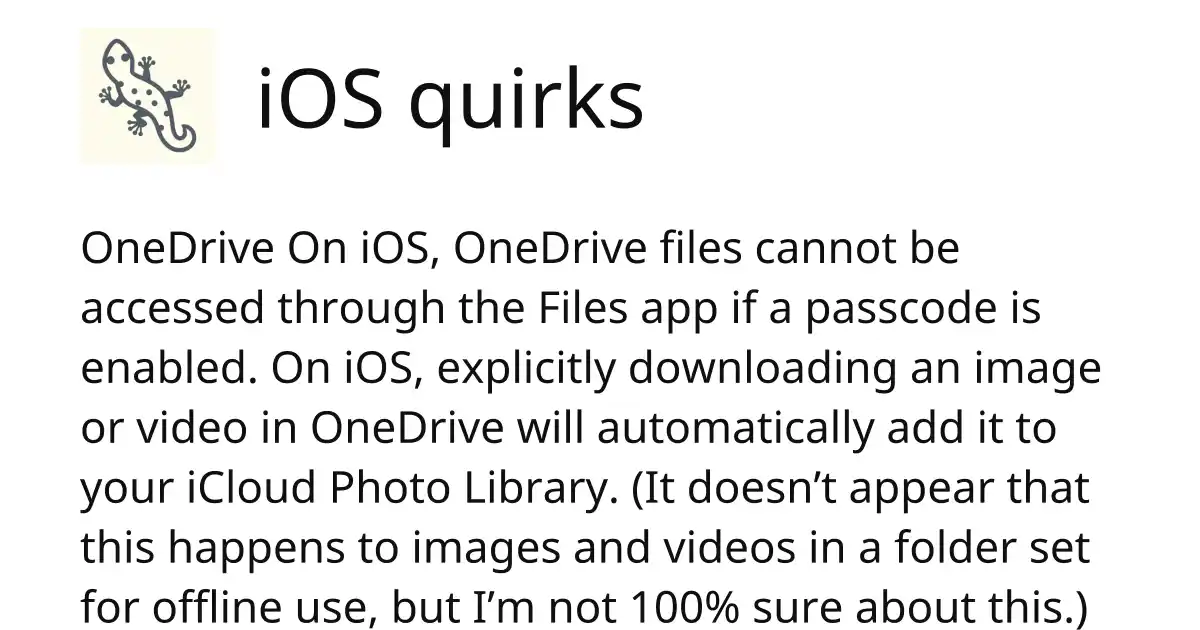 iOS quirks
OneDrive On iOS, OneDrive files cannot be
accessed through the Files app if a passcode is
enabled. On iOS, explicitly downloading an image
or video in OneDrive will automatically add it to
your iCloud Photo Library. (It doesn’t appear that
this happens to images and videos in a folder set
for offline use, but I’m not 100% sure about this.)